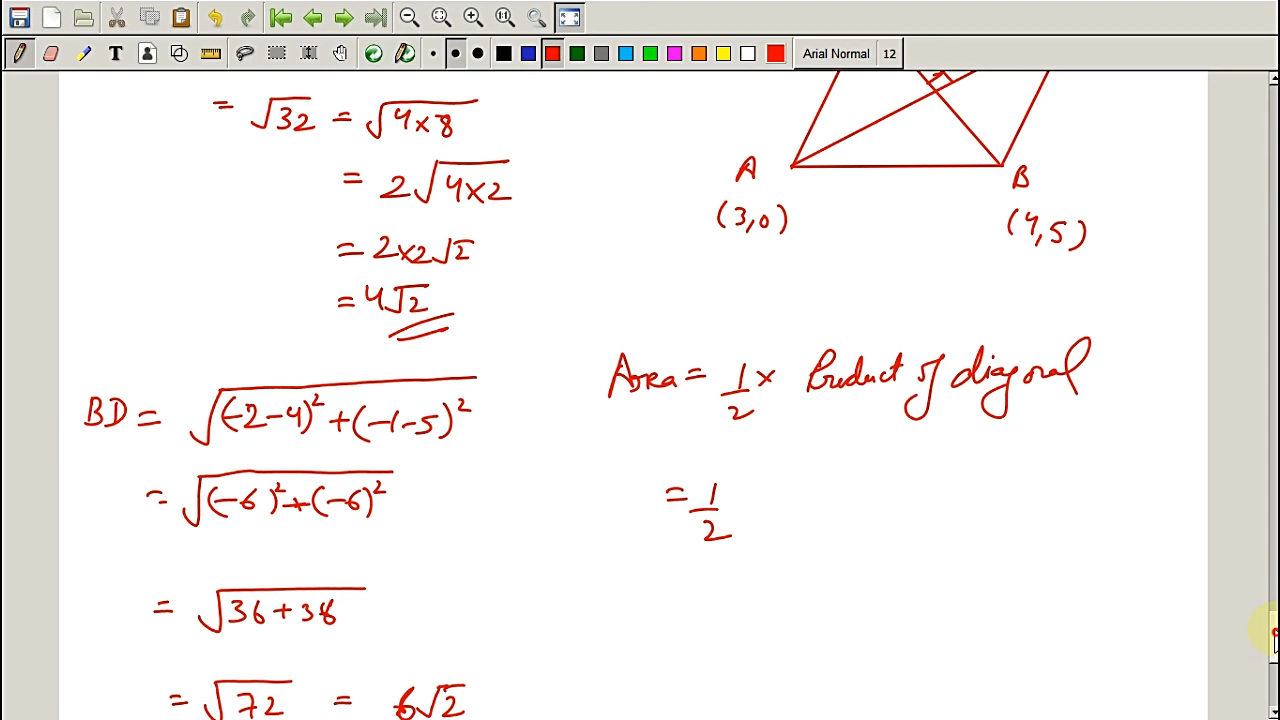 1:1
T
Arial Normal 12
= √32 = √4×8
= 2√4×2
= 2×2√2
= 4√2
A
B
(3,0)
(4,5)
BD = √(-2-4)²+(-1-5)²
= √(-6)²+(-6)²
= √36+36
= √72 = 6√2
Area = 1/2 × Product of diagonal
= 1/2